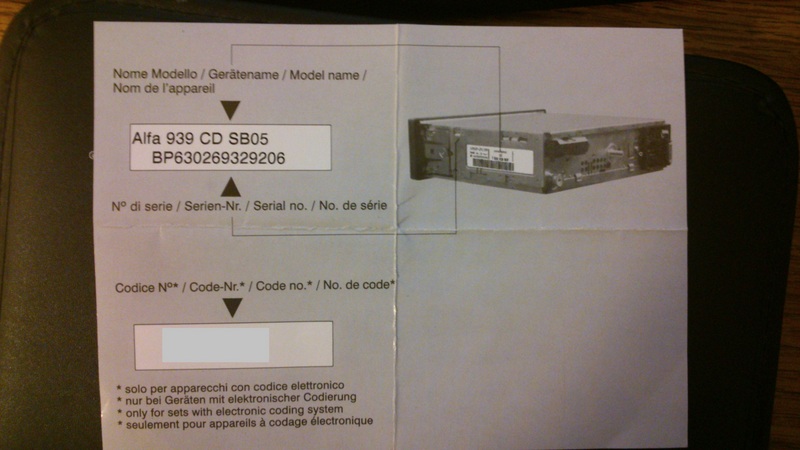 Nome Modello / Gerätename / Model name /
Nom de l'appareil
Alfa 939 CD SB05
BP630269329206
Nº di serie / Serien-Nr. / Serial no. / No. de série
Codice Nº* / Code-Nr.* / Code no.* / No. de code*
* solo per apparecchi con codice elettronico
* nur bei Geräten mit elektronischer Codierung
* only for sets with electronic coding system
* seulement pour appareils à codage électronique